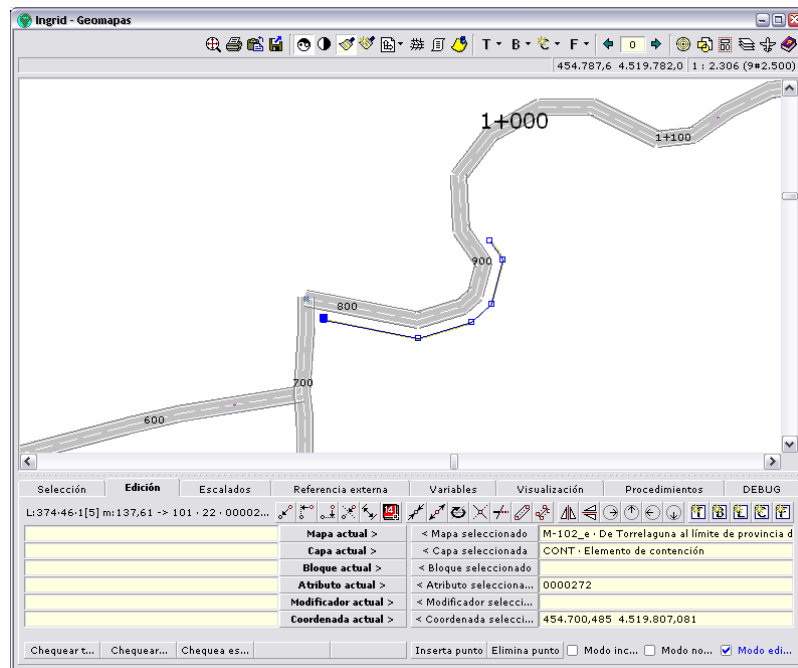 Ingrid - Geomapas
T B C F 0
454.787,6 4.519.782,0 1 : 2.306 (9#2.500)
1+000
1+100
900
800
700
600
Selección Edición Escalados Referencia externa Variables Visualización Procedimientos DEBUG
L:374·46·1[5] m:137,61 -> 101 · 22 · 00002...
Mapa actual > < Mapa seleccionado M-102_e · De Torrelaguna al límite de provincia d
Capa actual > < Capa seleccionada CONT · Elemento de contención
Bloque actual > < Bloque seleccionado
Atributo actual > < Atributo selecciona... 0000272
Modificador actual > < Modificador selecci...
Coordenada actual > < Coordenada selecci... 454.700,485 4.519.807,081
Chequear t... Chequear... Chequea es... Inserta punto Elimina punto Modo inc... Modo no... Modo edi...